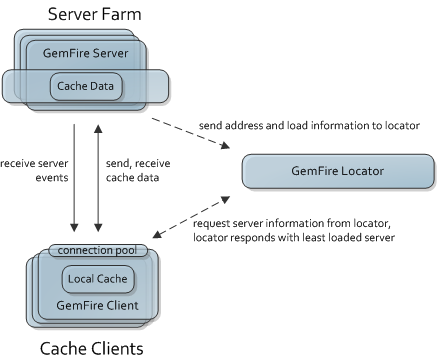 Server Farm
GemFire Server
Cache Data
send address and load information to locator
receive server
events
send, receive
cache data
GemFire Locator
request server information from locator,
locator responds with least loaded server
connection pool
Local Cache
GemFire Client
Cache Clients